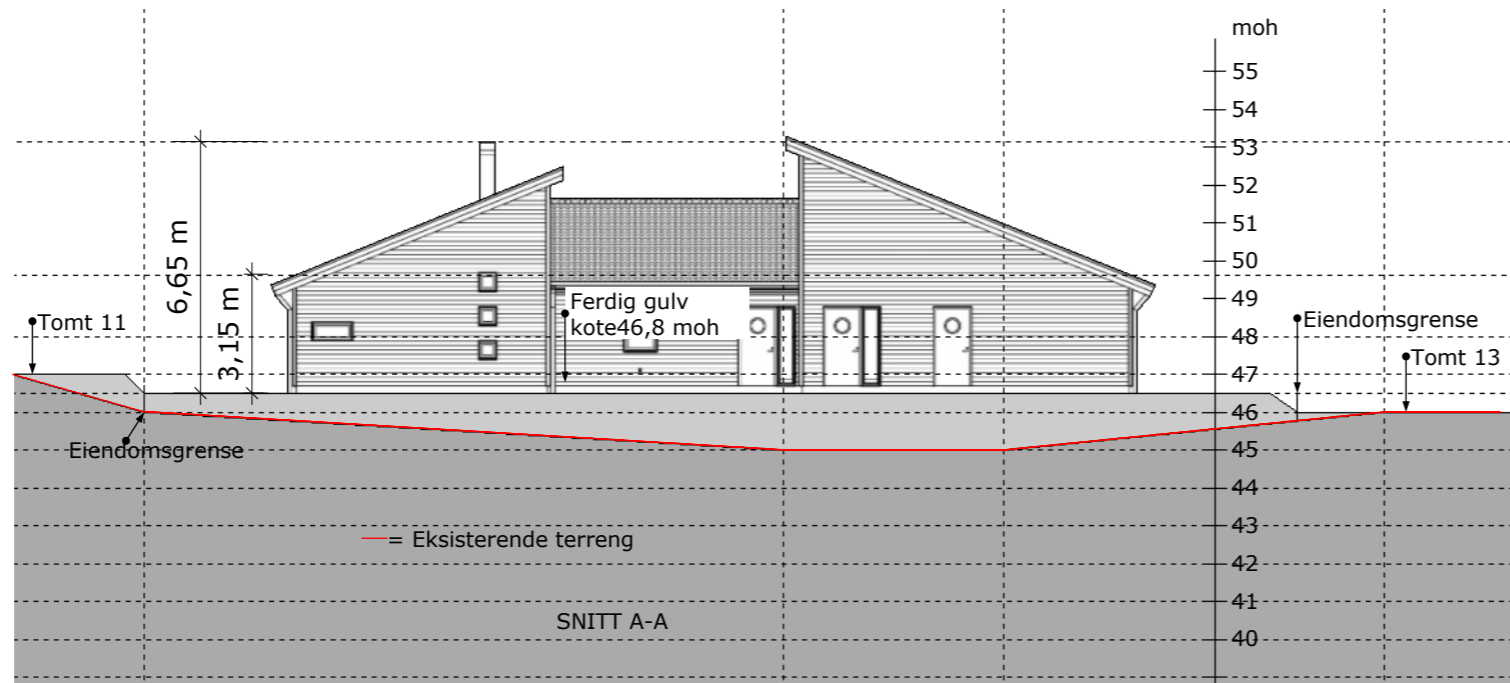 moh
55
54
53
52
51
50
49
48
47
46
45
44
43
42
41
40
6,65 m
3,15 m
Ferdig gulv
kote46,8 moh
Tomt 11
Eiendomsgrense
Tomt 13
Eiendomsgrense
= Eksisterende terreng
SNITT A-A